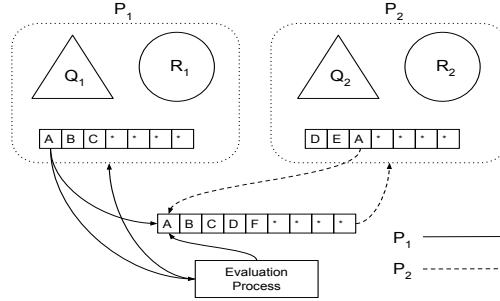 P1 P2
Q1 R1 Q2 R2
A B C * * * * D E A * * * *
A B C D F * * * *
P1
Evaluation
Process
P2